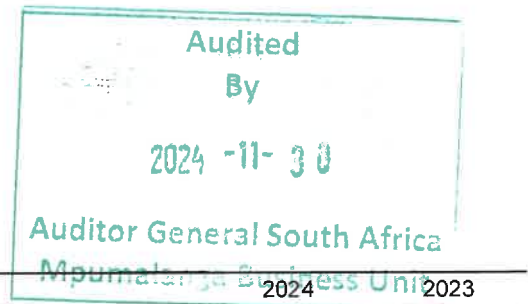 Audited
By
2024 -11- 30
Auditor General South Africa
Mpumalanga Business Unit
2024 2023